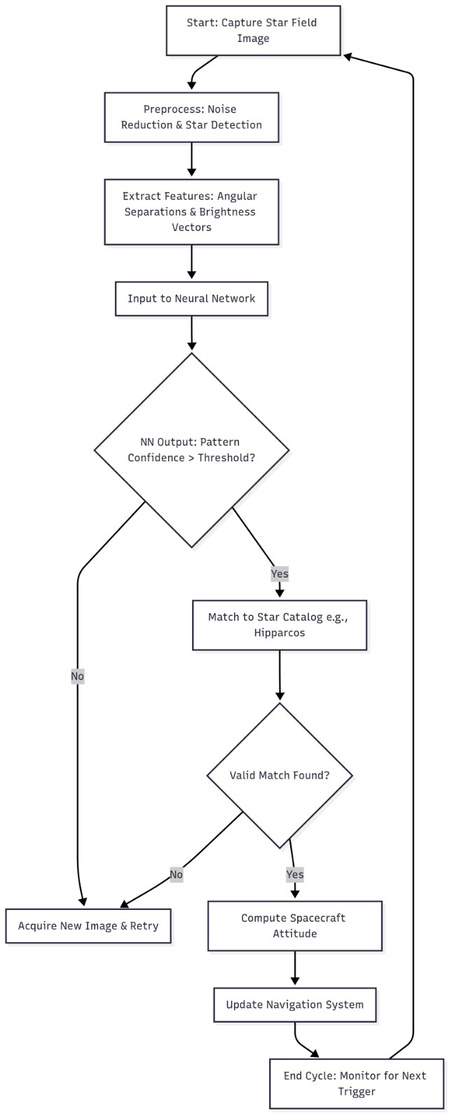 Start: Capture Star Field
Image
Preprocess: Noise
Reduction & Star Detection
Extract Features: Angular
Separations & Brightness
Vectors
Input to Neural Network
NN Output: Pattern
Confidence > Threshold?
Yes
Match to Star Catalog e.g.,
Hipparcos
No
Valid Match Found?
No
Yes
Acquire New Image & Retry
Compute Spacecraft
Attitude
Update Navigation System
End Cycle: Monitor for Next
Trigger